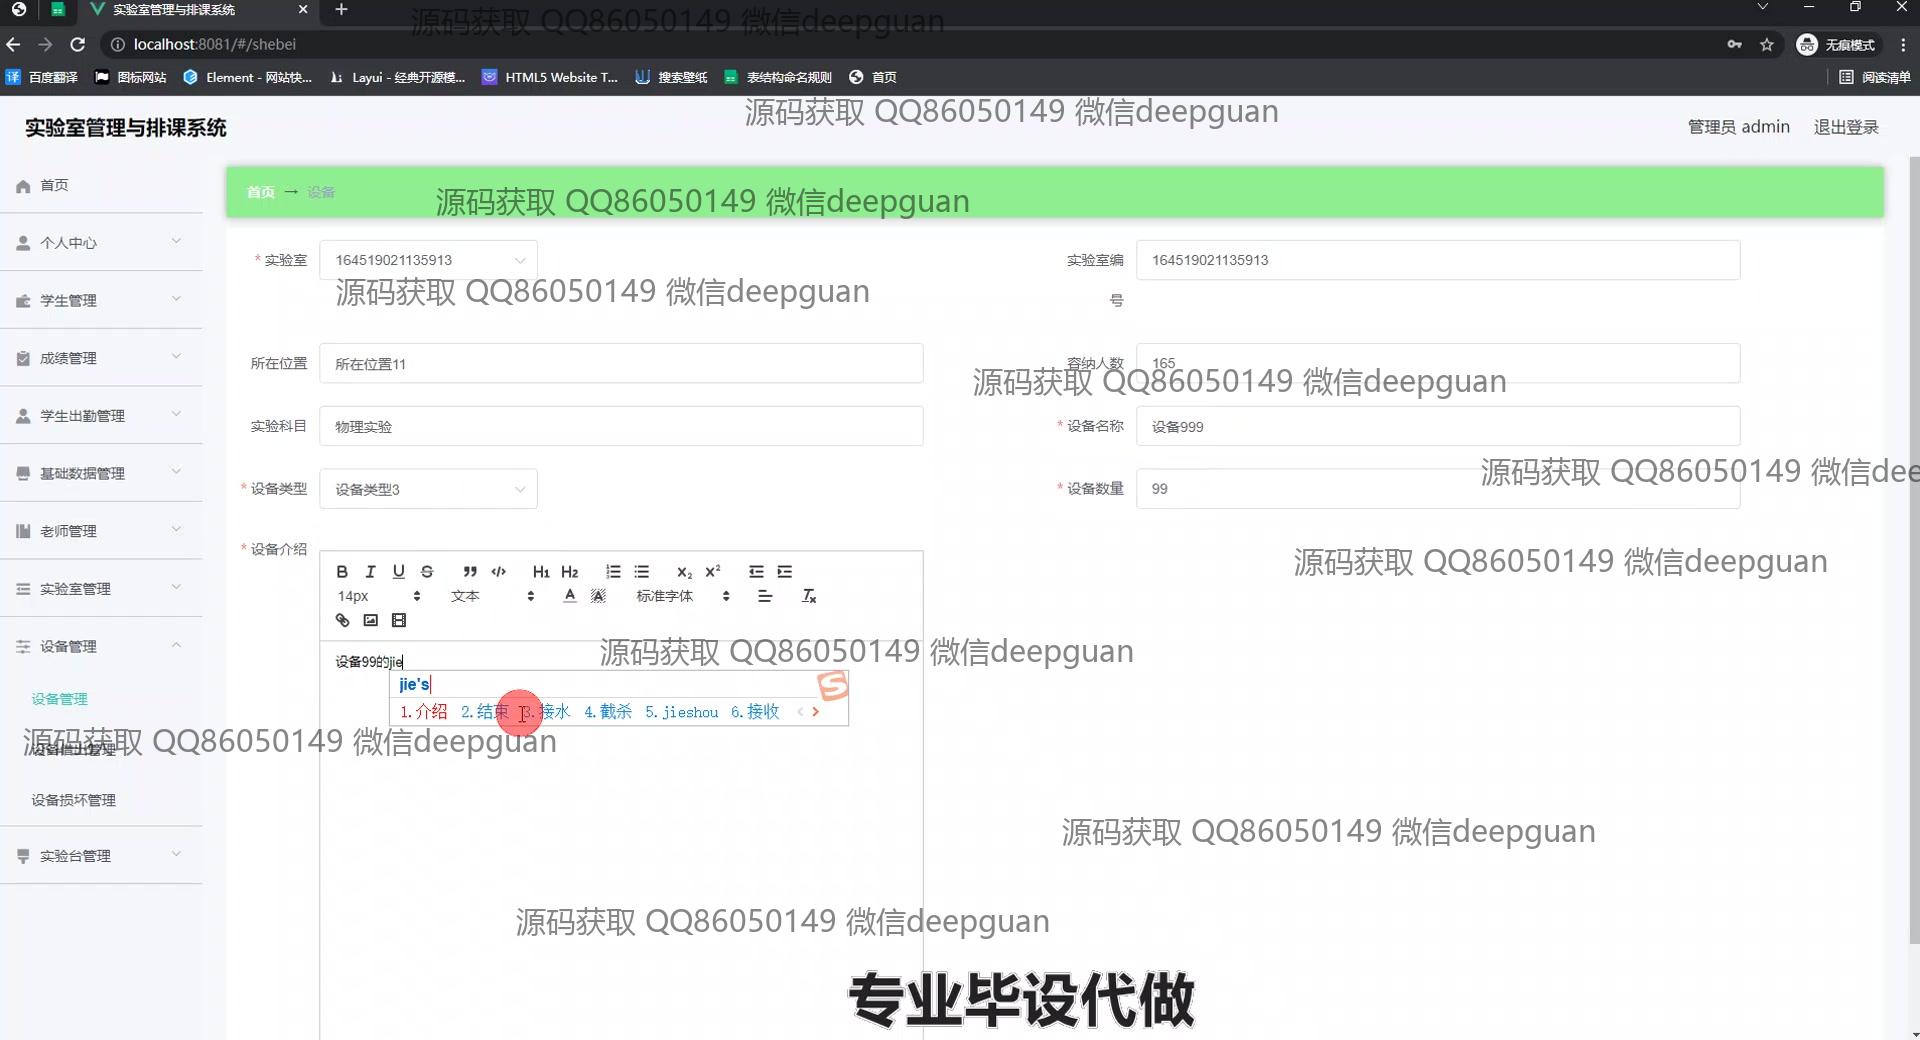 实验室管理与排课系统
源码获取 QQ86050149 微信deepguan
localhost:8081/#/shebei
无痕模式
百度翻译
图标网站
Element - 网站快...
Layui - 经典开源模...
HTML5 Website T...
搜索壁纸
表结构命名规则
首页
阅读清单
源码获取 QQ86050149 微信deepguan
实验室管理与排课系统
管理员 admin
退出登录
首页
个人中心
学生管理
成绩管理
学生出勤管理
基础数据管理
老师管理
实验室管理
设备管理
设备管理
设备借出管理
源码获取 QQ86050149 微信deepguan
设备损坏管理
实验台管理
首页 → 设备
源码获取 QQ86050149 微信deepguan
* 实验室 164519021135913
实验室编号 164519021135913
源码获取 QQ86050149 微信deepguan
所在位置 所在位置11
容纳人数 165
源码获取 QQ86050149 微信deepguan
实验科目 物理实验
* 设备名称 设备999
源码获取 QQ86050149 微信dee
* 设备类型 设备类型3
* 设备数量 99
* 设备介绍
源码获取 QQ86050149 微信deepguan
B I U S H1 H2 X2 X2
14px 文本 A A 标准字体 Tx
设备99的jie
源码获取 QQ86050149 微信deepguan
jie's
1.介绍 2.结束 3.接水 4.截杀 5.jieshou 6.接收
源码获取 QQ86050149 微信deepguan
源码获取 QQ86050149 微信deepguan
专业毕设代做